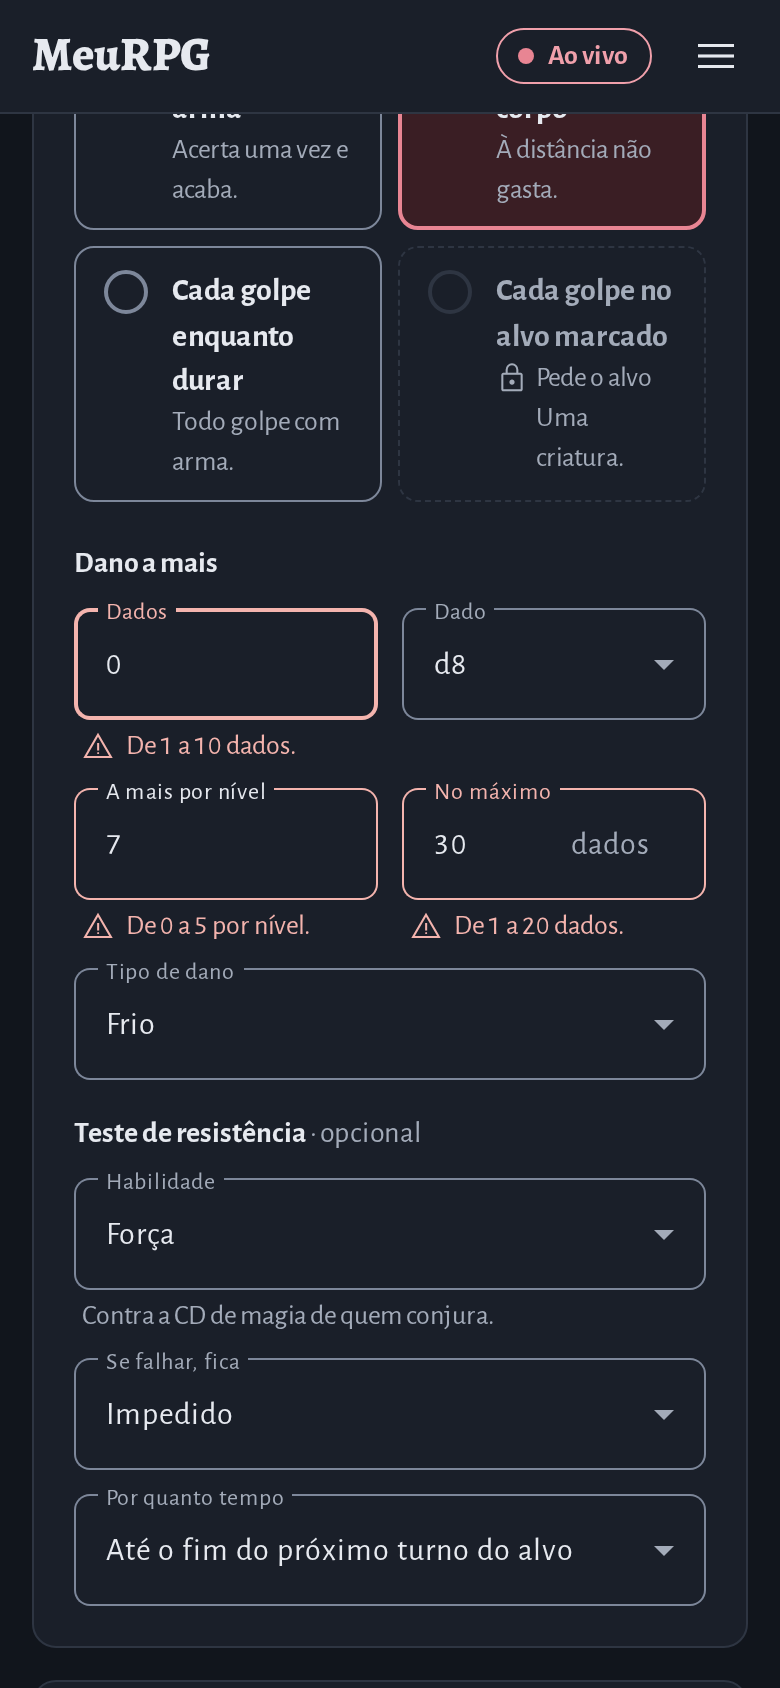 MeuRPG
Ao vivo
arma
Acerta uma vez e
acaba.
corpo
À distância não
gasta.
Cada golpe
enquanto
durar
Todo golpe com
arma.
Cada golpe no
alvo marcado
Pede o alvo
Uma
criatura.
Dano a mais
Dados
0
Dado
d8
De 1 a 10 dados.
A mais por nível
7
No máximo
30 dados
De 0 a 5 por nível.
De 1 a 20 dados.
Tipo de dano
Frio
Teste de resistência · opcional
Habilidade
Força
Contra a CD de magia de quem conjura.
Se falhar, fica
Impedido
Por quanto tempo
Até o fim do próximo turno do alvo